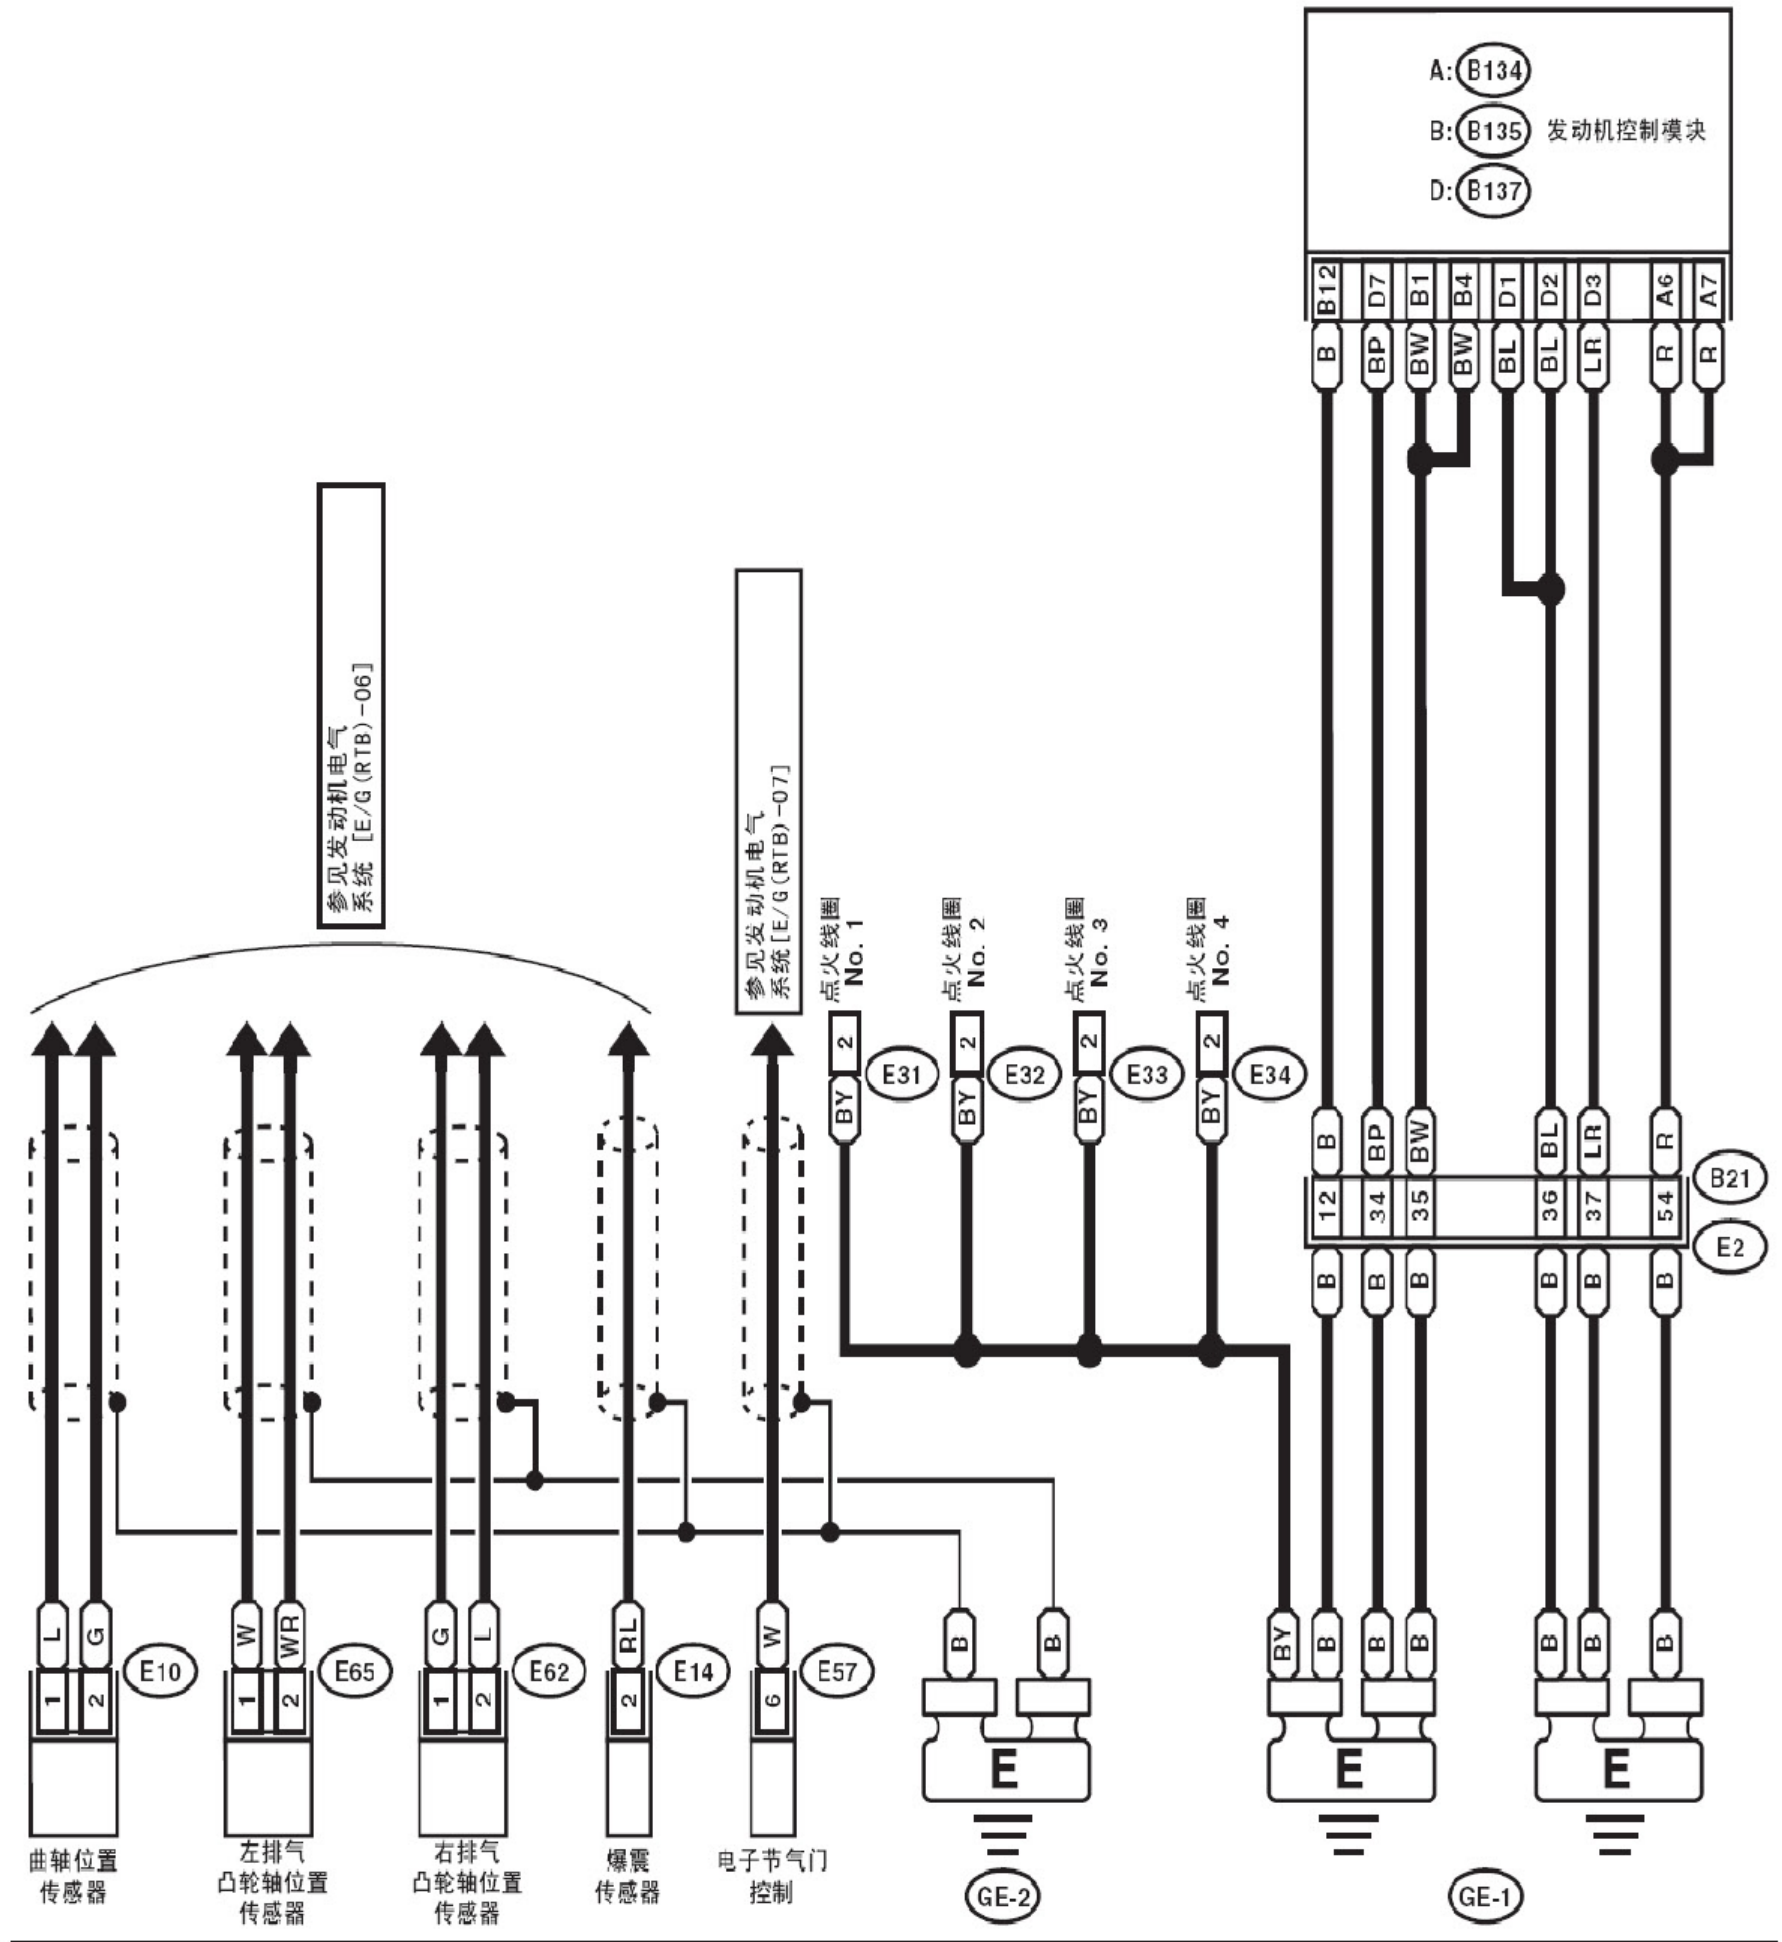 A: B134
B: B135 发动机控制模块
D: B137
B12 D7 B1 B4 D1 D2 D3 A6 A7
B BP BW BW BL BL LR R R
参见发动机电气
系统 [E/G(RTB)-06]
参见发动机电气
系统[E/G(RTB)-07]
点火线圈
No. 1
点火线圈
No. 2
点火线圈
No. 3
点火线圈
No. 4
2 2 2 2
E31 E32 E33 E34
BY BY BY BY
B BP BW BL LR R
B21
12 34 35 36 37 54
E2
B B B B B B
L G W WR G L RL W
B B BY B B B B B B
E10 E65 E62 E14 E57
1 2 1 2 1 2 2 6
E E E
曲轴位置
传感器
左排气
凸轮轴位置
传感器
右排气
凸轮轴位置
传感器
爆震
传感器
电子节气门
控制
GE-2
GE-1